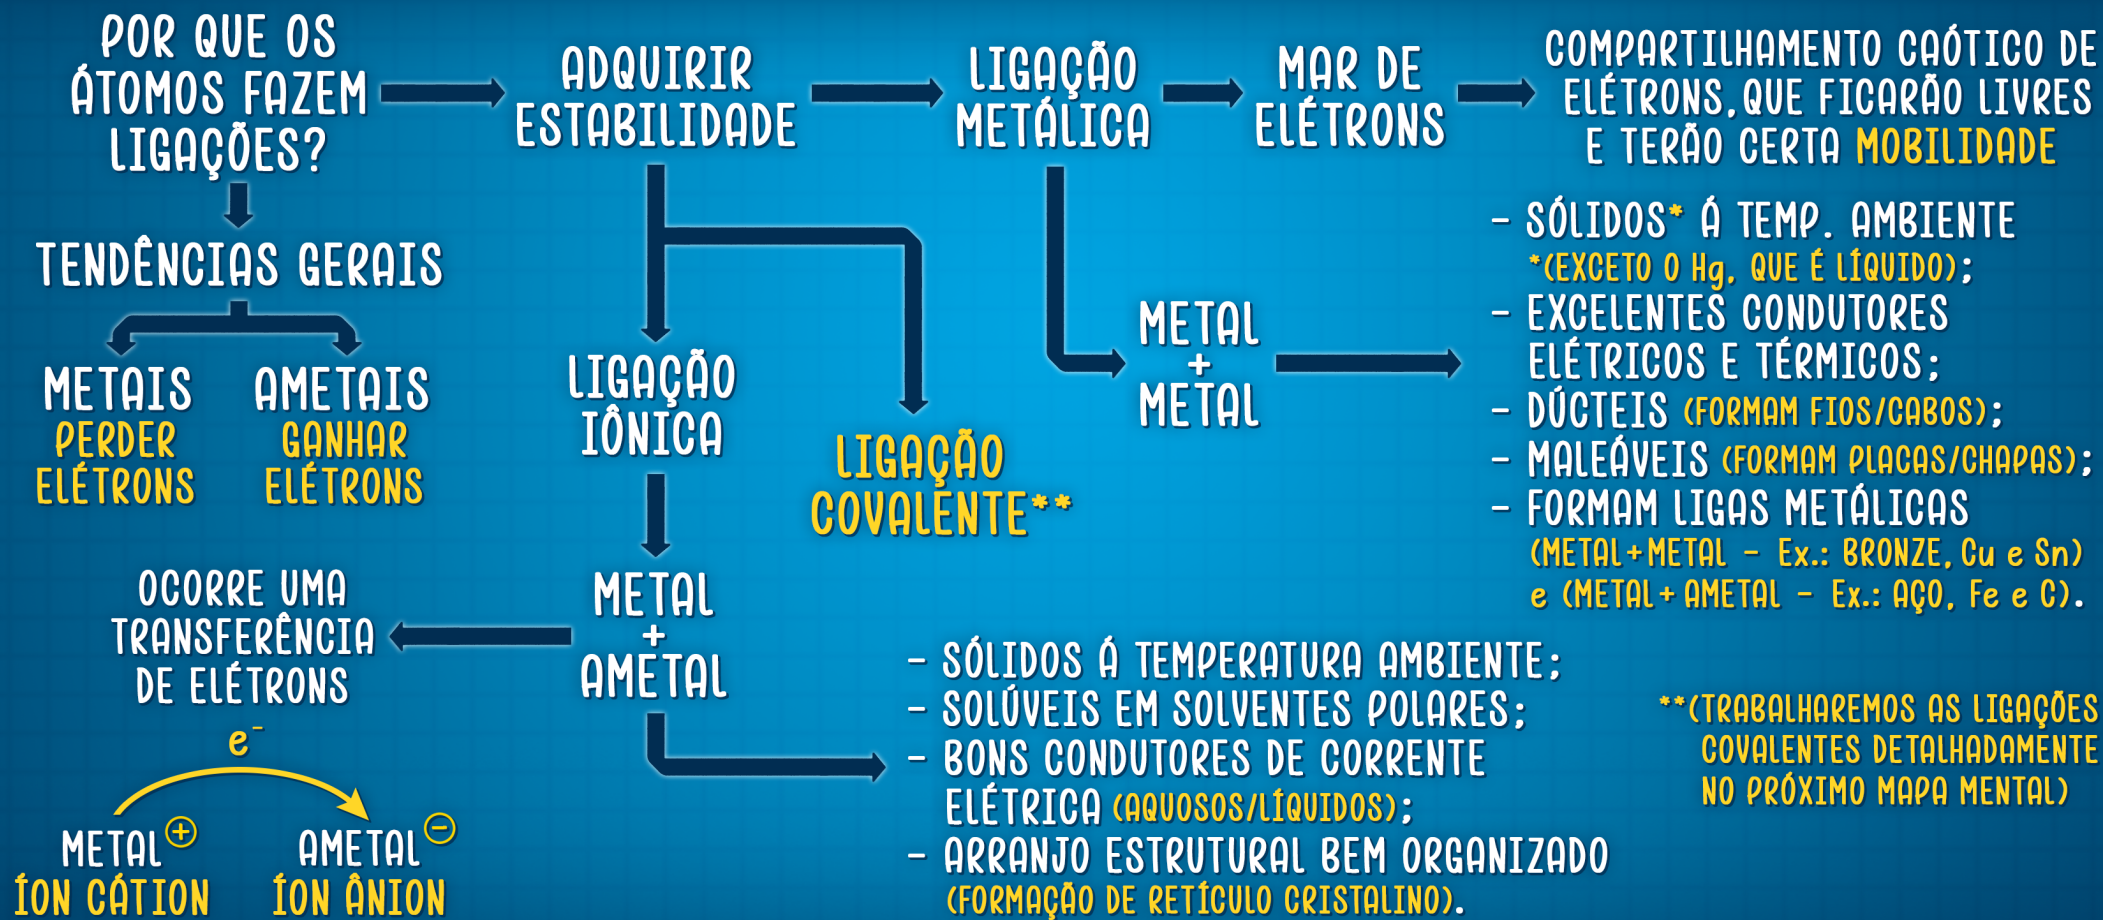 POR QUE OS
ÁTOMOS FAZEM
LIGAÇÕES?
ADQUIRIR
ESTABILIDADE
LIGAÇÃO
METÁLICA
MAR DE
ELÉTRONS
COMPARTILHAMENTO CAÓTICO DE
ELÉTRONS, QUE FICARÃO LIVRES
E TERÃO CERTA MOBILIDADE
TENDÊNCIAS GERAIS
METAIS
PERDER
ELÉTRONS
AMETAIS
GANHAR
ELÉTRONS
LIGAÇÃO
IÔNICA
LIGAÇÃO
COVALENTE**
METAL
+
METAL
- SÓLIDOS* Á TEMP. AMBIENTE
*(EXCETO O Hg, QUE É LÍQUIDO);
- EXCELENTES CONDUTORES
ELÉTRICOS E TÉRMICOS;
- DÚCTEIS (FORMAM FIOS/CABOS);
- MALEÁVEIS (FORMAM PLACAS/CHAPAS);
- FORMAM LIGAS METÁLICAS
(METAL+METAL - Ex.: BRONZE, Cu e Sn)
e (METAL+AMETAL - Ex.: AÇO, Fe e C).
METAL
+
AMETAL
OCORRE UMA
TRANSFERÊNCIA
DE ELÉTRONS
e⁻
METAL⊕
ÍON CÁTION
AMETAL⊖
ÍON ÂNION
- SÓLIDOS Á TEMPERATURA AMBIENTE;
- SOLÚVEIS EM SOLVENTES POLARES;
- BONS CONDUTORES DE CORRENTE
ELÉTRICA (AQUOSOS/LÍQUIDOS);
- ARRANJO ESTRUTURAL BEM ORGANIZADO
(FORMAÇÃO DE RETÍCULO CRISTALINO).
**(TRABALHAREMOS AS LIGAÇÕES
COVALENTES DETALHADAMENTE
NO PRÓXIMO MAPA MENTAL)